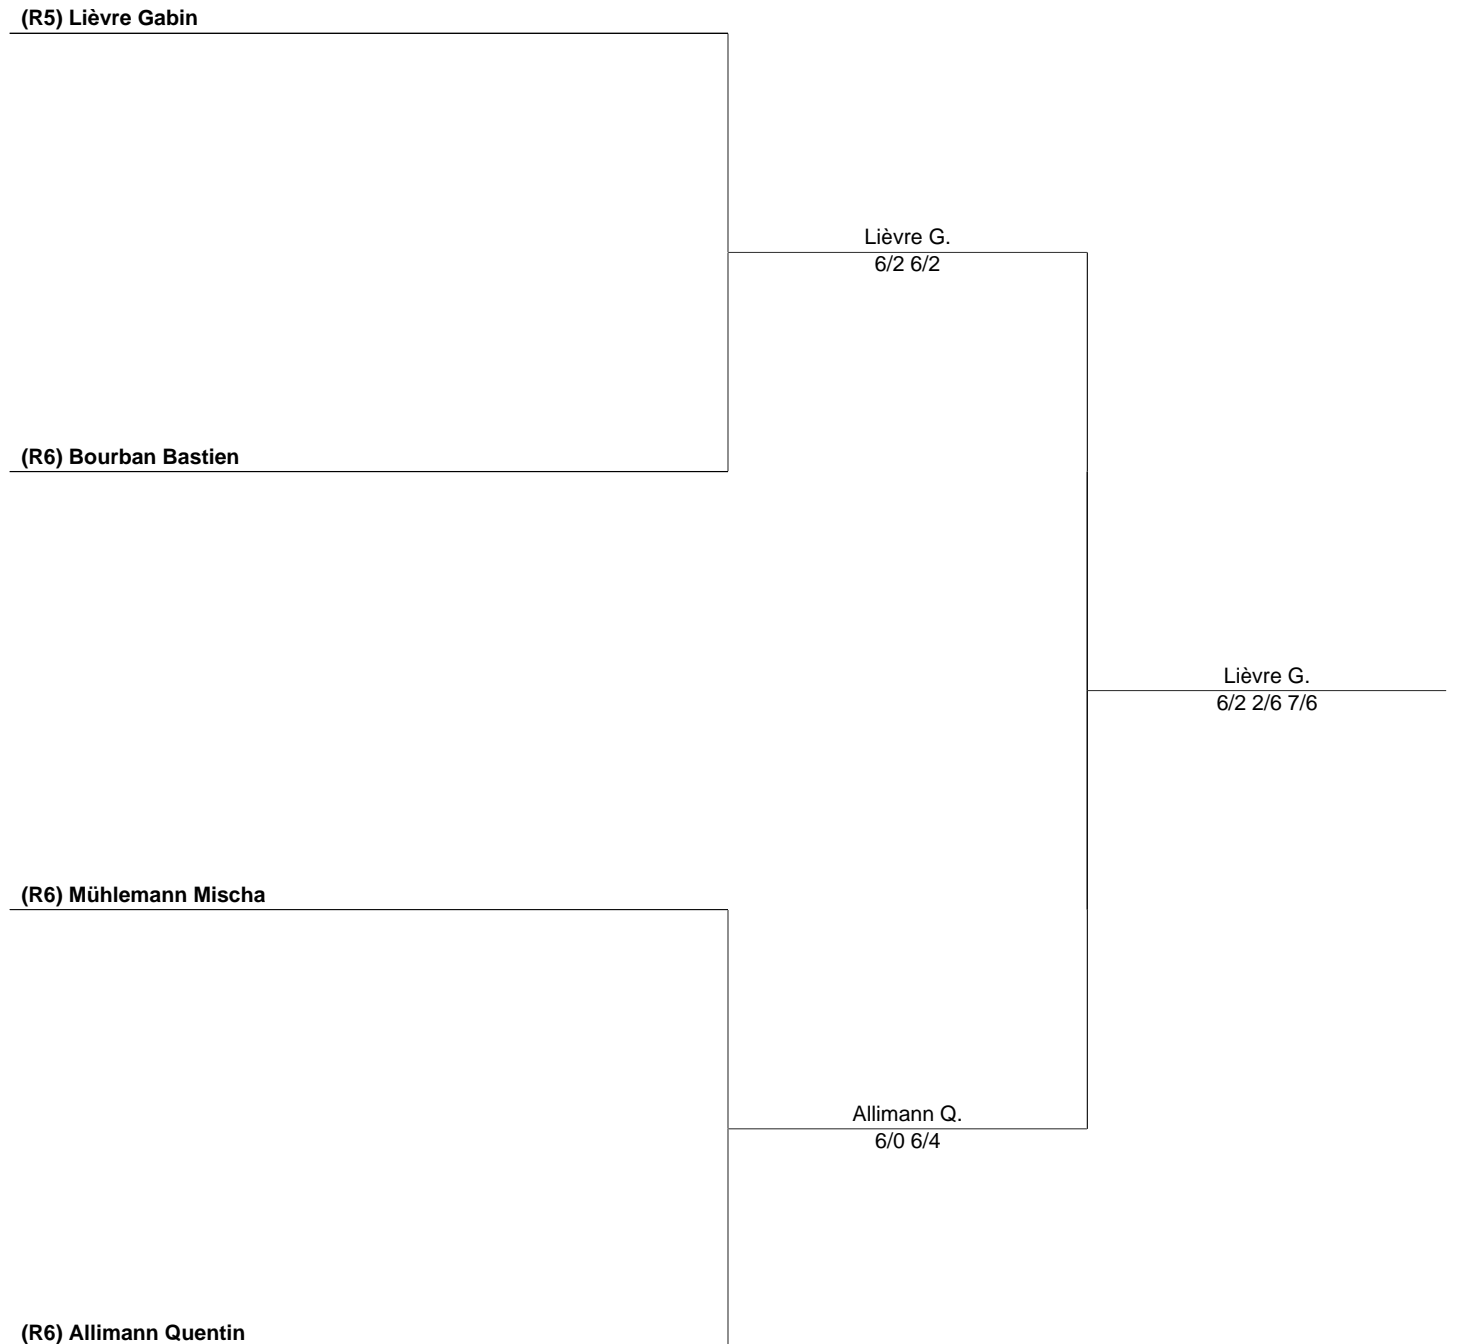 (R5) Lièvre Gabin
Lièvre G.
6/2 6/2
(R6) Bourban Bastien
Lièvre G.
6/2 2/6 7/6
(R6) Mühlemann Mischa
Allimann Q.
6/0 6/4
(R6) Allimann Quentin